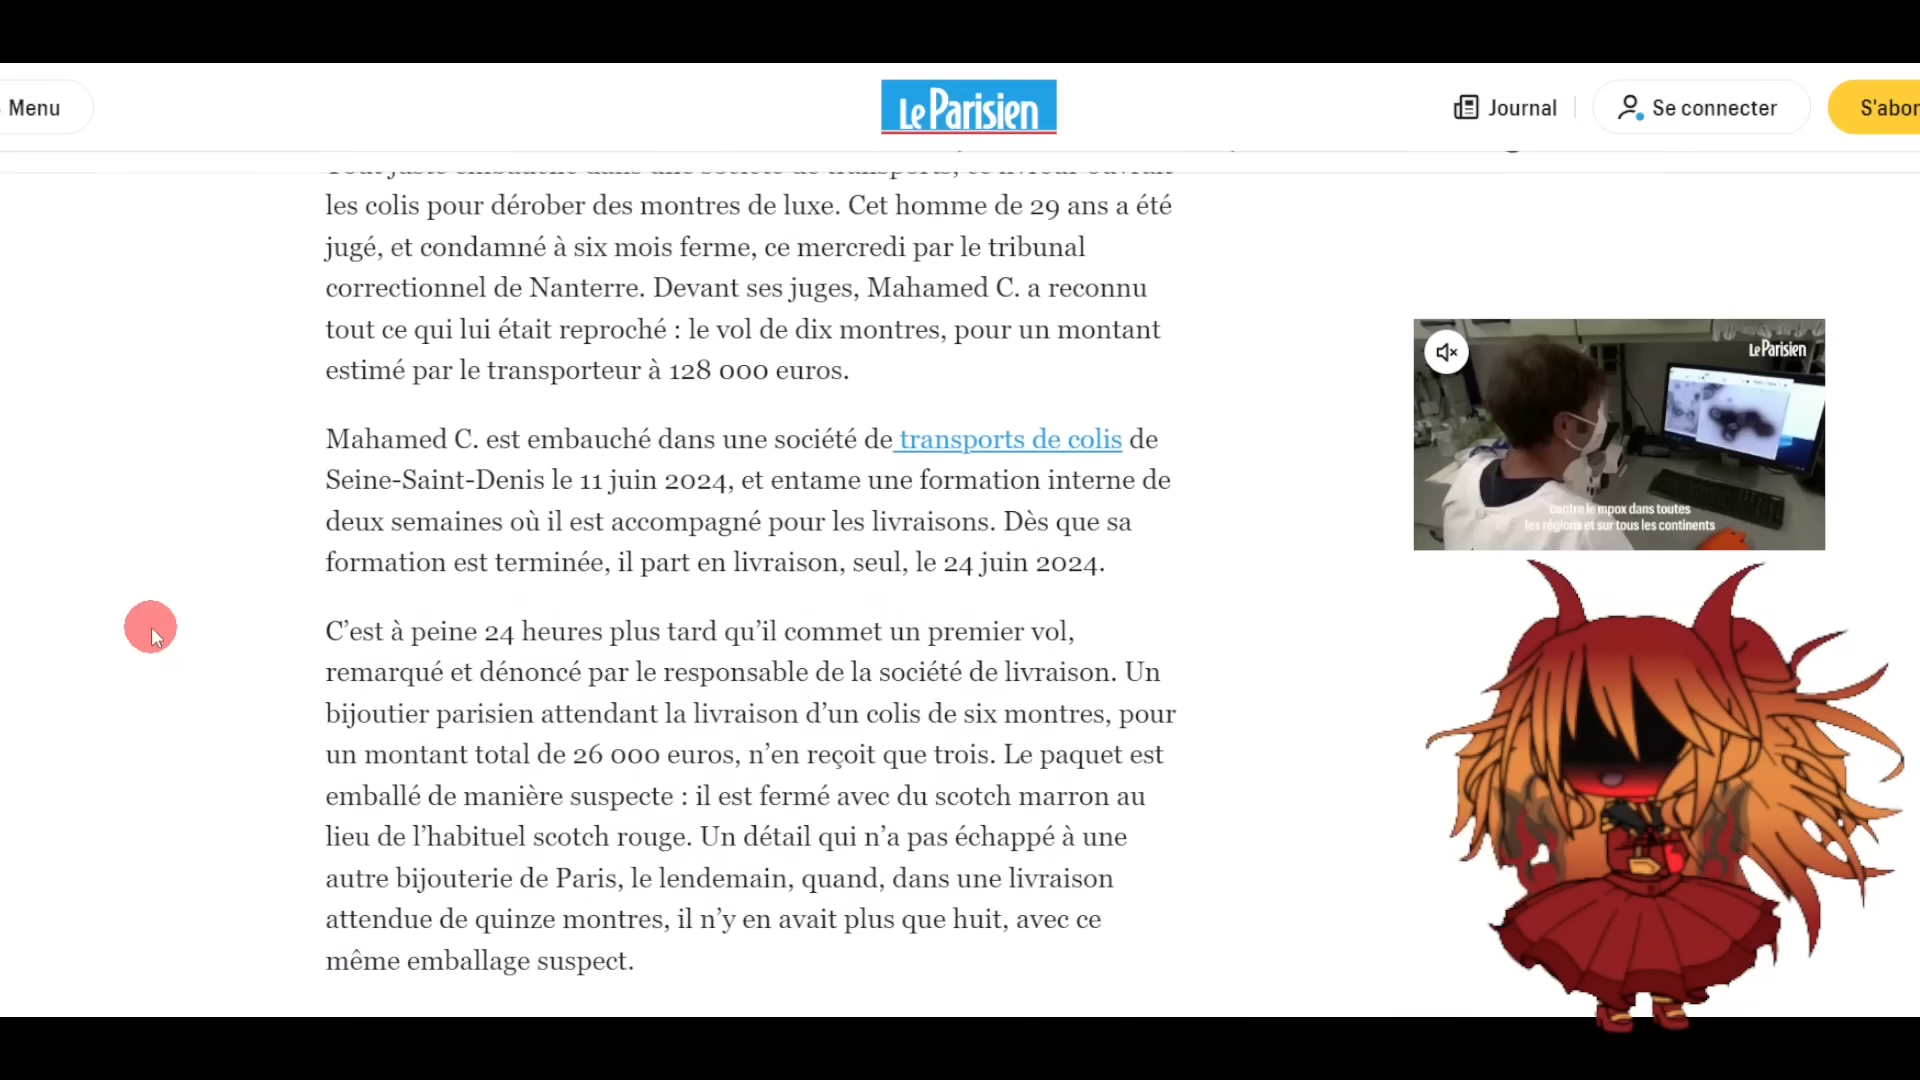 Menu
Le Parisien
Journal
Se connecter
S'abon
les colis pour dérober des montres de luxe. Cet homme de 29 ans a été
jugé, et condamné à six mois ferme, ce mercredi par le tribunal
correctionnel de Nanterre. Devant ses juges, Mahamed C. a reconnu
tout ce qui lui était reproché : le vol de dix montres, pour un montant
estimé par le transporteur à 128 000 euros.
Mahamed C. est embauché dans une société de transports de colis de
Seine-Saint-Denis le 11 juin 2024, et entame une formation interne de
deux semaines où il est accompagné pour les livraisons. Dès que sa
formation est terminée, il part en livraison, seul, le 24 juin 2024.
C’est à peine 24 heures plus tard qu’il commet un premier vol,
remarqué et dénoncé par le responsable de la société de livraison. Un
bijoutier parisien attendant la livraison d’un colis de six montres, pour
un montant total de 26 000 euros, n’en reçoit que trois. Le paquet est
emballé de manière suspecte : il est fermé avec du scotch marron au
lieu de l’habituel scotch rouge. Un détail qui n’a pas échappé à une
autre bijouterie de Paris, le lendemain, quand, dans une livraison
attendue de quinze montres, il n’y en avait plus que huit, avec ce
même emballage suspect.
Le Parisien
contre le mpox dans toutes
les régions et sur tous les continents